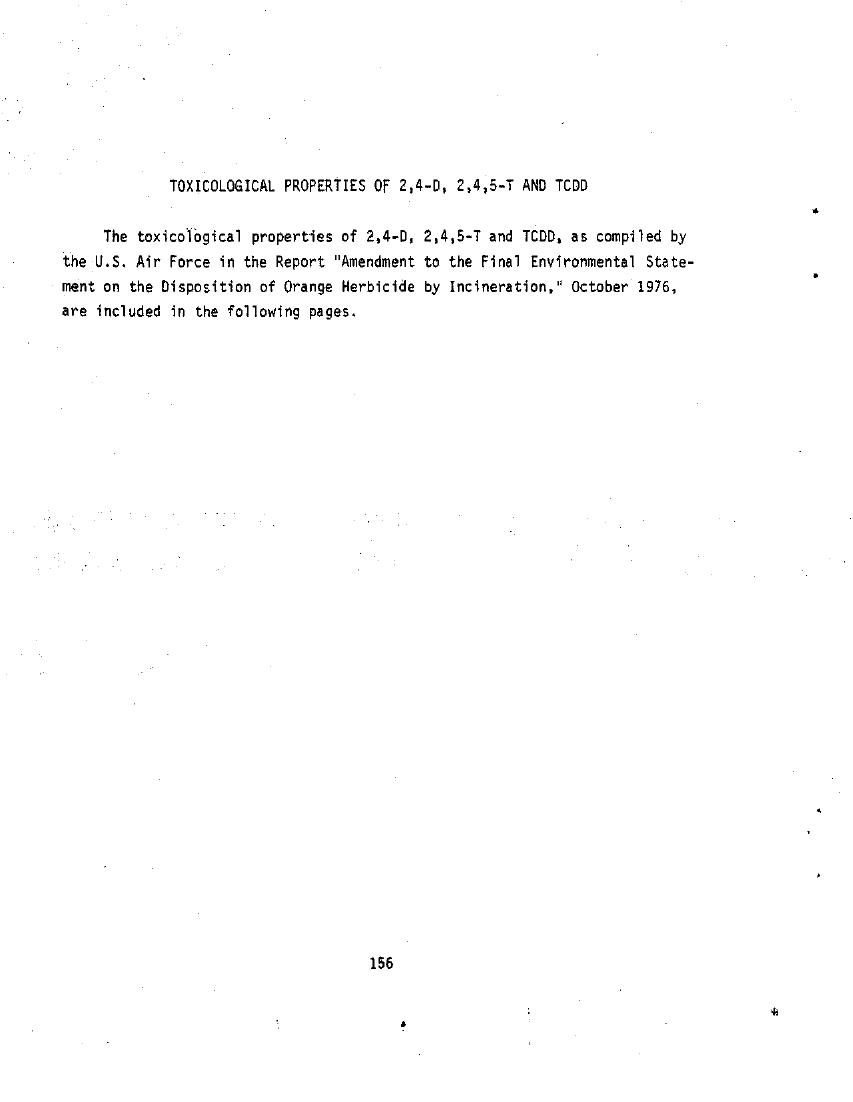 TOXICOLOGICAL PROPERTIES OF 2,4-D, 2,4,5-T AND TCDD
The toxicological properties of 2,4-D, 2,4,5-T and TCDD, as compiled by
the U.S. Air Force in the Report "Amendment to the Final Environmental State-
ment on the Disposition of Orange Herbicide by Incineration," October 1976,
are included in the following pages.
156